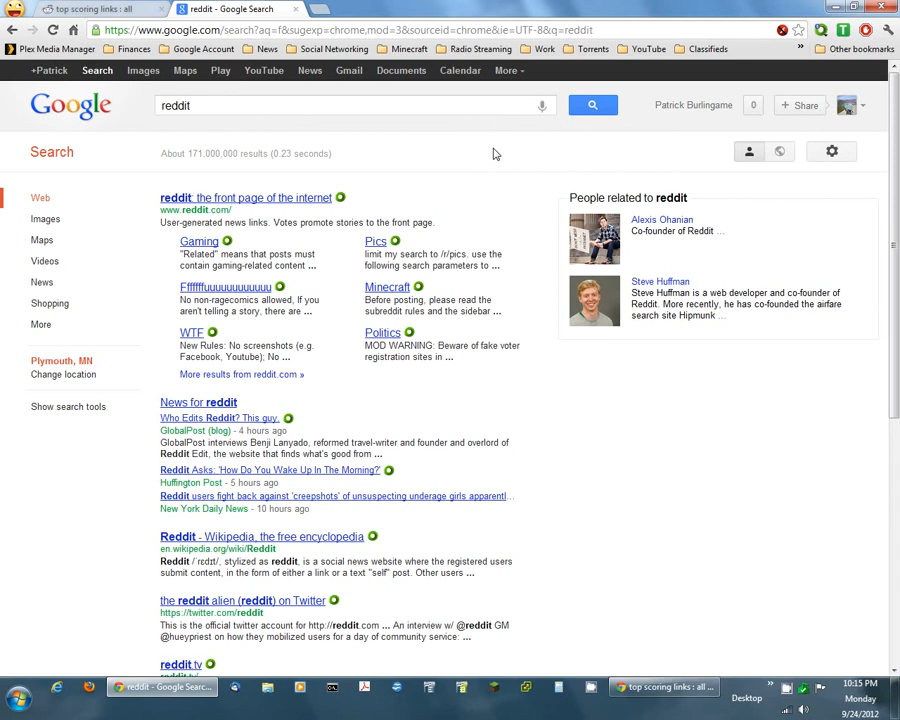 top scoring links : all
reddit - Google Search
https://www.google.com/search?aq=f&sugexp=chrome,mod=3&sourceid=chrome&ie=UTF-8&q=reddit
Plex Media Manager Finances Google Account News Social Networking Minecraft Radio Streaming Work Torrents YouTube Classifieds » Other bookmarks
+Patrick Search Images Maps Play YouTube News Gmail Documents Calendar More
Google reddit Patrick Burlingame 0 + Share
Search About 171,000,000 results (0.23 seconds)
Web
Images
Maps
Videos
News
Shopping
More
Plymouth, MN
Change location
Show search tools
reddit: the front page of the internet
www.reddit.com/
User-generated news links. Votes promote stories to the front page.
Gaming
"Related" means that posts must
contain gaming-related content ...
Pics
limit my search to /r/pics. use the
following search parameters to ...
Ffffffuuuuuuuuuuuu
No non-ragecomics allowed, If you
aren't telling a story, there are ...
Minecraft
Before posting, please read the
subreddit rules and the sidebar ...
WTF
New Rules: No screenshots (e.g.
Facebook, Youtube); No ...
Politics
MOD WARNING: Beware of fake voter
registration sites in ...
More results from reddit.com »
News for reddit
Who Edits Reddit? This guy.
GlobalPost (blog) - 4 hours ago
GlobalPost interviews Benji Lanyado, reformed travel-writer and founder and overlord of
Reddit Edit, the website that finds what's good from ...
Reddit Asks: 'How Do You Wake Up In The Morning?'
Huffington Post - 5 hours ago
Reddit users fight back against 'creepshots' of unsuspecting underage girls apparentl...
New York Daily News - 10 hours ago
Reddit - Wikipedia, the free encyclopedia
en.wikipedia.org/wiki/Reddit
Reddit /ˈrɛdɪt/, stylized as reddit, is a social news website where the registered users
submit content, in the form of either a link or a text "self" post. Other users ...
the reddit alien (reddit) on Twitter
https://twitter.com/reddit
This is the official twitter account for http://reddit.com ... An interview w/ @reddit GM
@hueypriest on how they mobilized users for a day of community service: ...
reddit.tv
reddit.tv/
People related to reddit
Alexis Ohanian
Co-founder of Reddit ...
Steve Huffman
Steve Huffman is a web developer and co-founder of
Reddit. More recently, he has co-founded the airfare
search site Hipmunk ...
reddit - Google Searc... top scoring links : all ... Desktop »
10:15 PM
Monday
9/24/2012